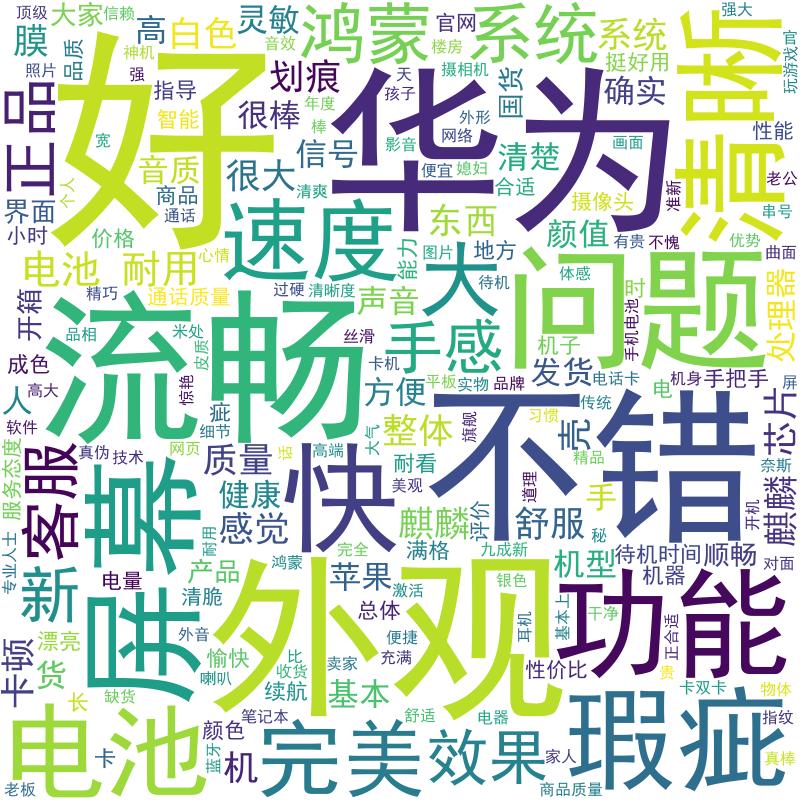 顶级
大家
信赖
灵敏
鸿蒙
官网
系统
系统
强大
官
玩游戏
清晰
膜
高
白色
音效
楼房
挺好用
品质
神机
划痕
摄相机
照片
强
天
国货
确实
正品
好
指导
孩子
年度
外形
华为
性能
智能
很棒
棒
网络
宽
音质
信号
影音
清楚
画面
老公
个人
商品
很大
清爽
便宜
媳妇
合适
摄像头
准新
界面
通话
速度
东西
颜值
有贵
不愧
串号
小时
价格
优势
曲面
电池
耐用
心情
能力
图片
地方
大
问题
处理器
开箱
精巧
通话质量
过硬
清晰度
声音
待机
体感
时
手机电池
流畅
品相
米处
皮质
丝滑
手感
机子
成色
惊艳
卡机
平板
实物
品牌
发货
电话卡
电
机身
手把手
屏
人
高大
疵
方便
传统
软件
细节
大气
旗舰
习惯
不错
芯片
服务态度
真伪
网页
话
高端
整体
亮
客服
技术
质量
耐看
精品
奈斯
屏幕
快
美观
道理
手
麒麟
健康
感觉
麒麟
评价
舒服
秘
开机
专业人士
耐用
鸿蒙
完全
满格
九成新
机型
待机时间
顺畅
对面
新
电量
产品
苹果
激活
银色
机器
清脆
外观
总体
耳机
基本上
干净
功能
正合适
卡顿
漂亮
外音
便捷
货
愉快
比
卖家
充满
性价比
贵
喇叭
收货
续航
基本
卡双卡
物体
长
缺货
笔记本
舒适
电器
指纹
电池
颜色
瑕疵
卡
蓝牙
机
完美
效果
家人
真棒
老板
商品质量